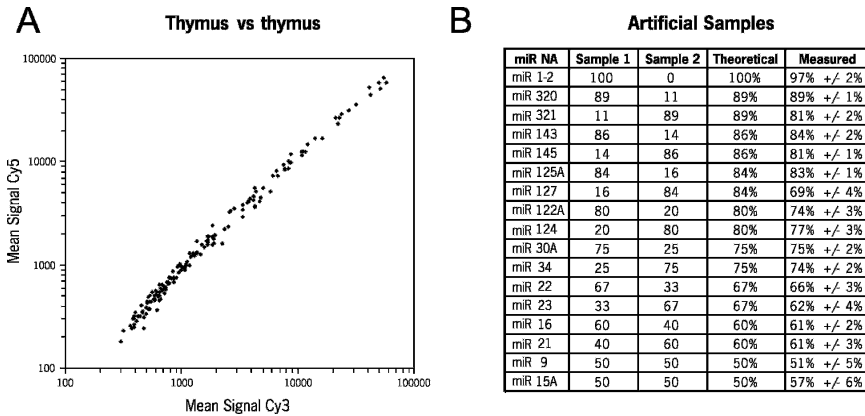 A
Thymus vs thymus
100000
10000
1000
100
100
1000
10000
100000
Mean Signal Cy5
Mean Signal Cy3
B
Artificial Samples
miR NA Sample 1 Sample 2 Theoretical Measured
miR 1-2 100 0 100% 97% +/- 2%
miR 320 89 11 89% 89% +/- 1%
miR 321 11 89 89% 81% +/- 2%
miR 143 86 14 86% 84% +/- 2%
miR 145 14 86 86% 81% +/- 1%
miR 125A 84 16 84% 83% +/- 1%
miR 127 16 84 84% 69% +/- 4%
miR 122A 80 20 80% 74% +/- 3%
miR 124 20 80 80% 77% +/- 3%
miR 30A 75 25 75% 75% +/- 2%
miR 34 25 75 75% 74% +/- 2%
miR 22 67 33 67% 66% +/- 3%
miR 23 33 67 67% 62% +/- 4%
miR 16 60 40 60% 61% +/- 2%
miR 21 40 60 60% 61% +/- 3%
miR 9 50 50 50% 51% +/- 5%
miR 15A 50 50 50% 57% +/- 6%